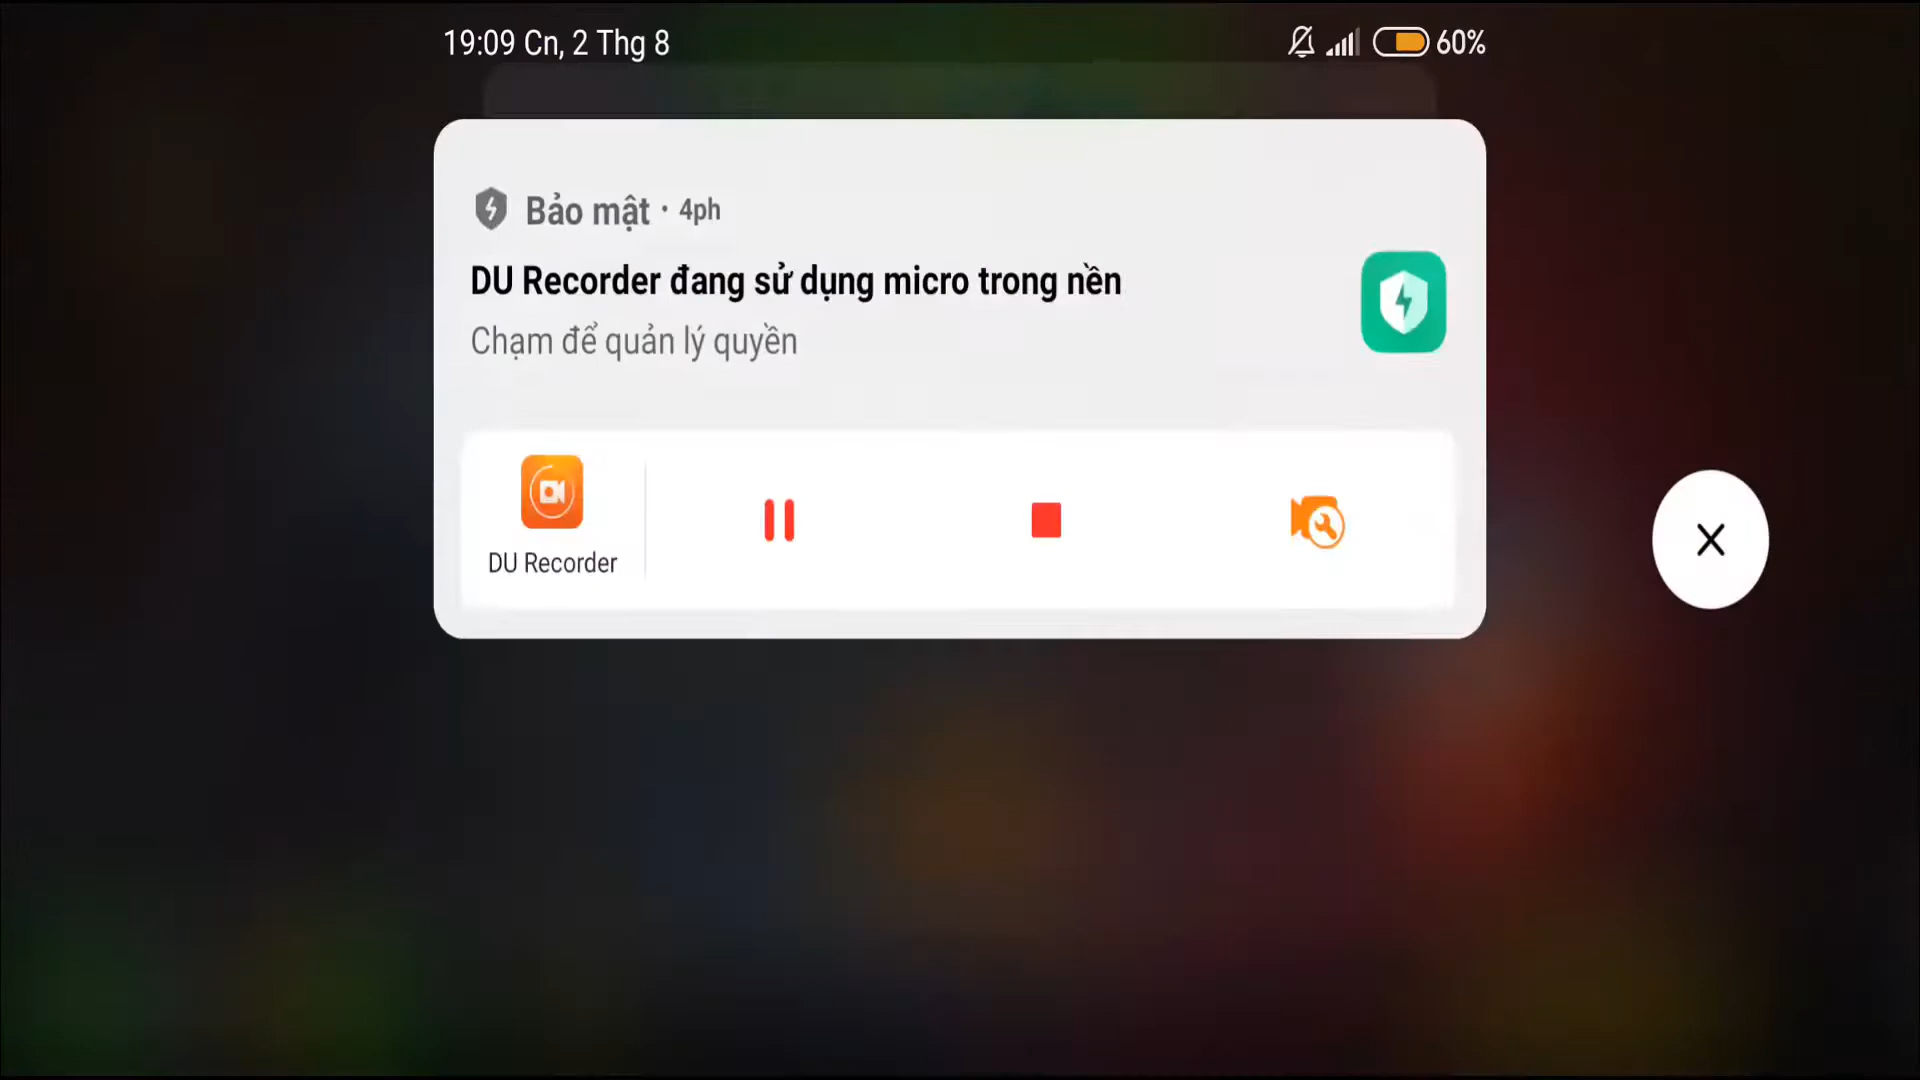 19:09 Cn, 2 Thg 8
60%
Bảo mật · 4ph
DU Recorder đang sử dụng micro trong nền
Chạm để quản lý quyền
DU Recorder